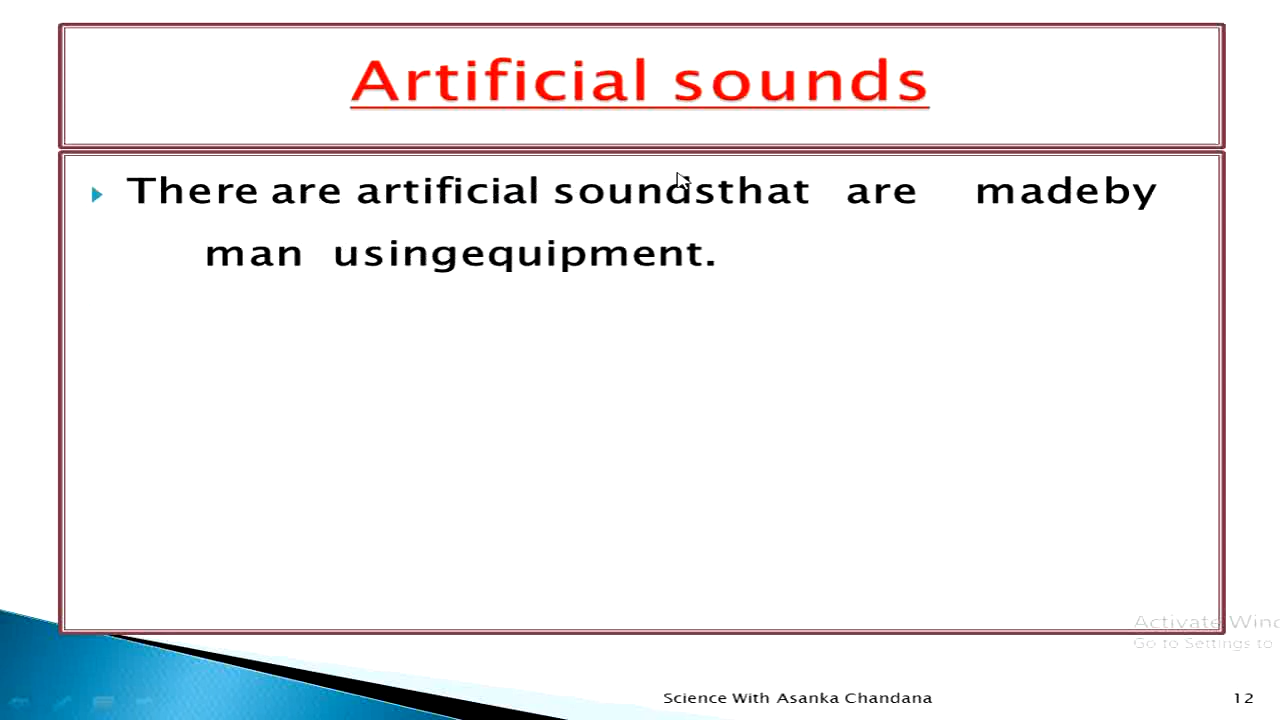 Artificial sounds
There are artificial soundsthat are madeby
man usingequipment.
Activate Wind
Go to Settings to
Science With Asanka Chandana
12